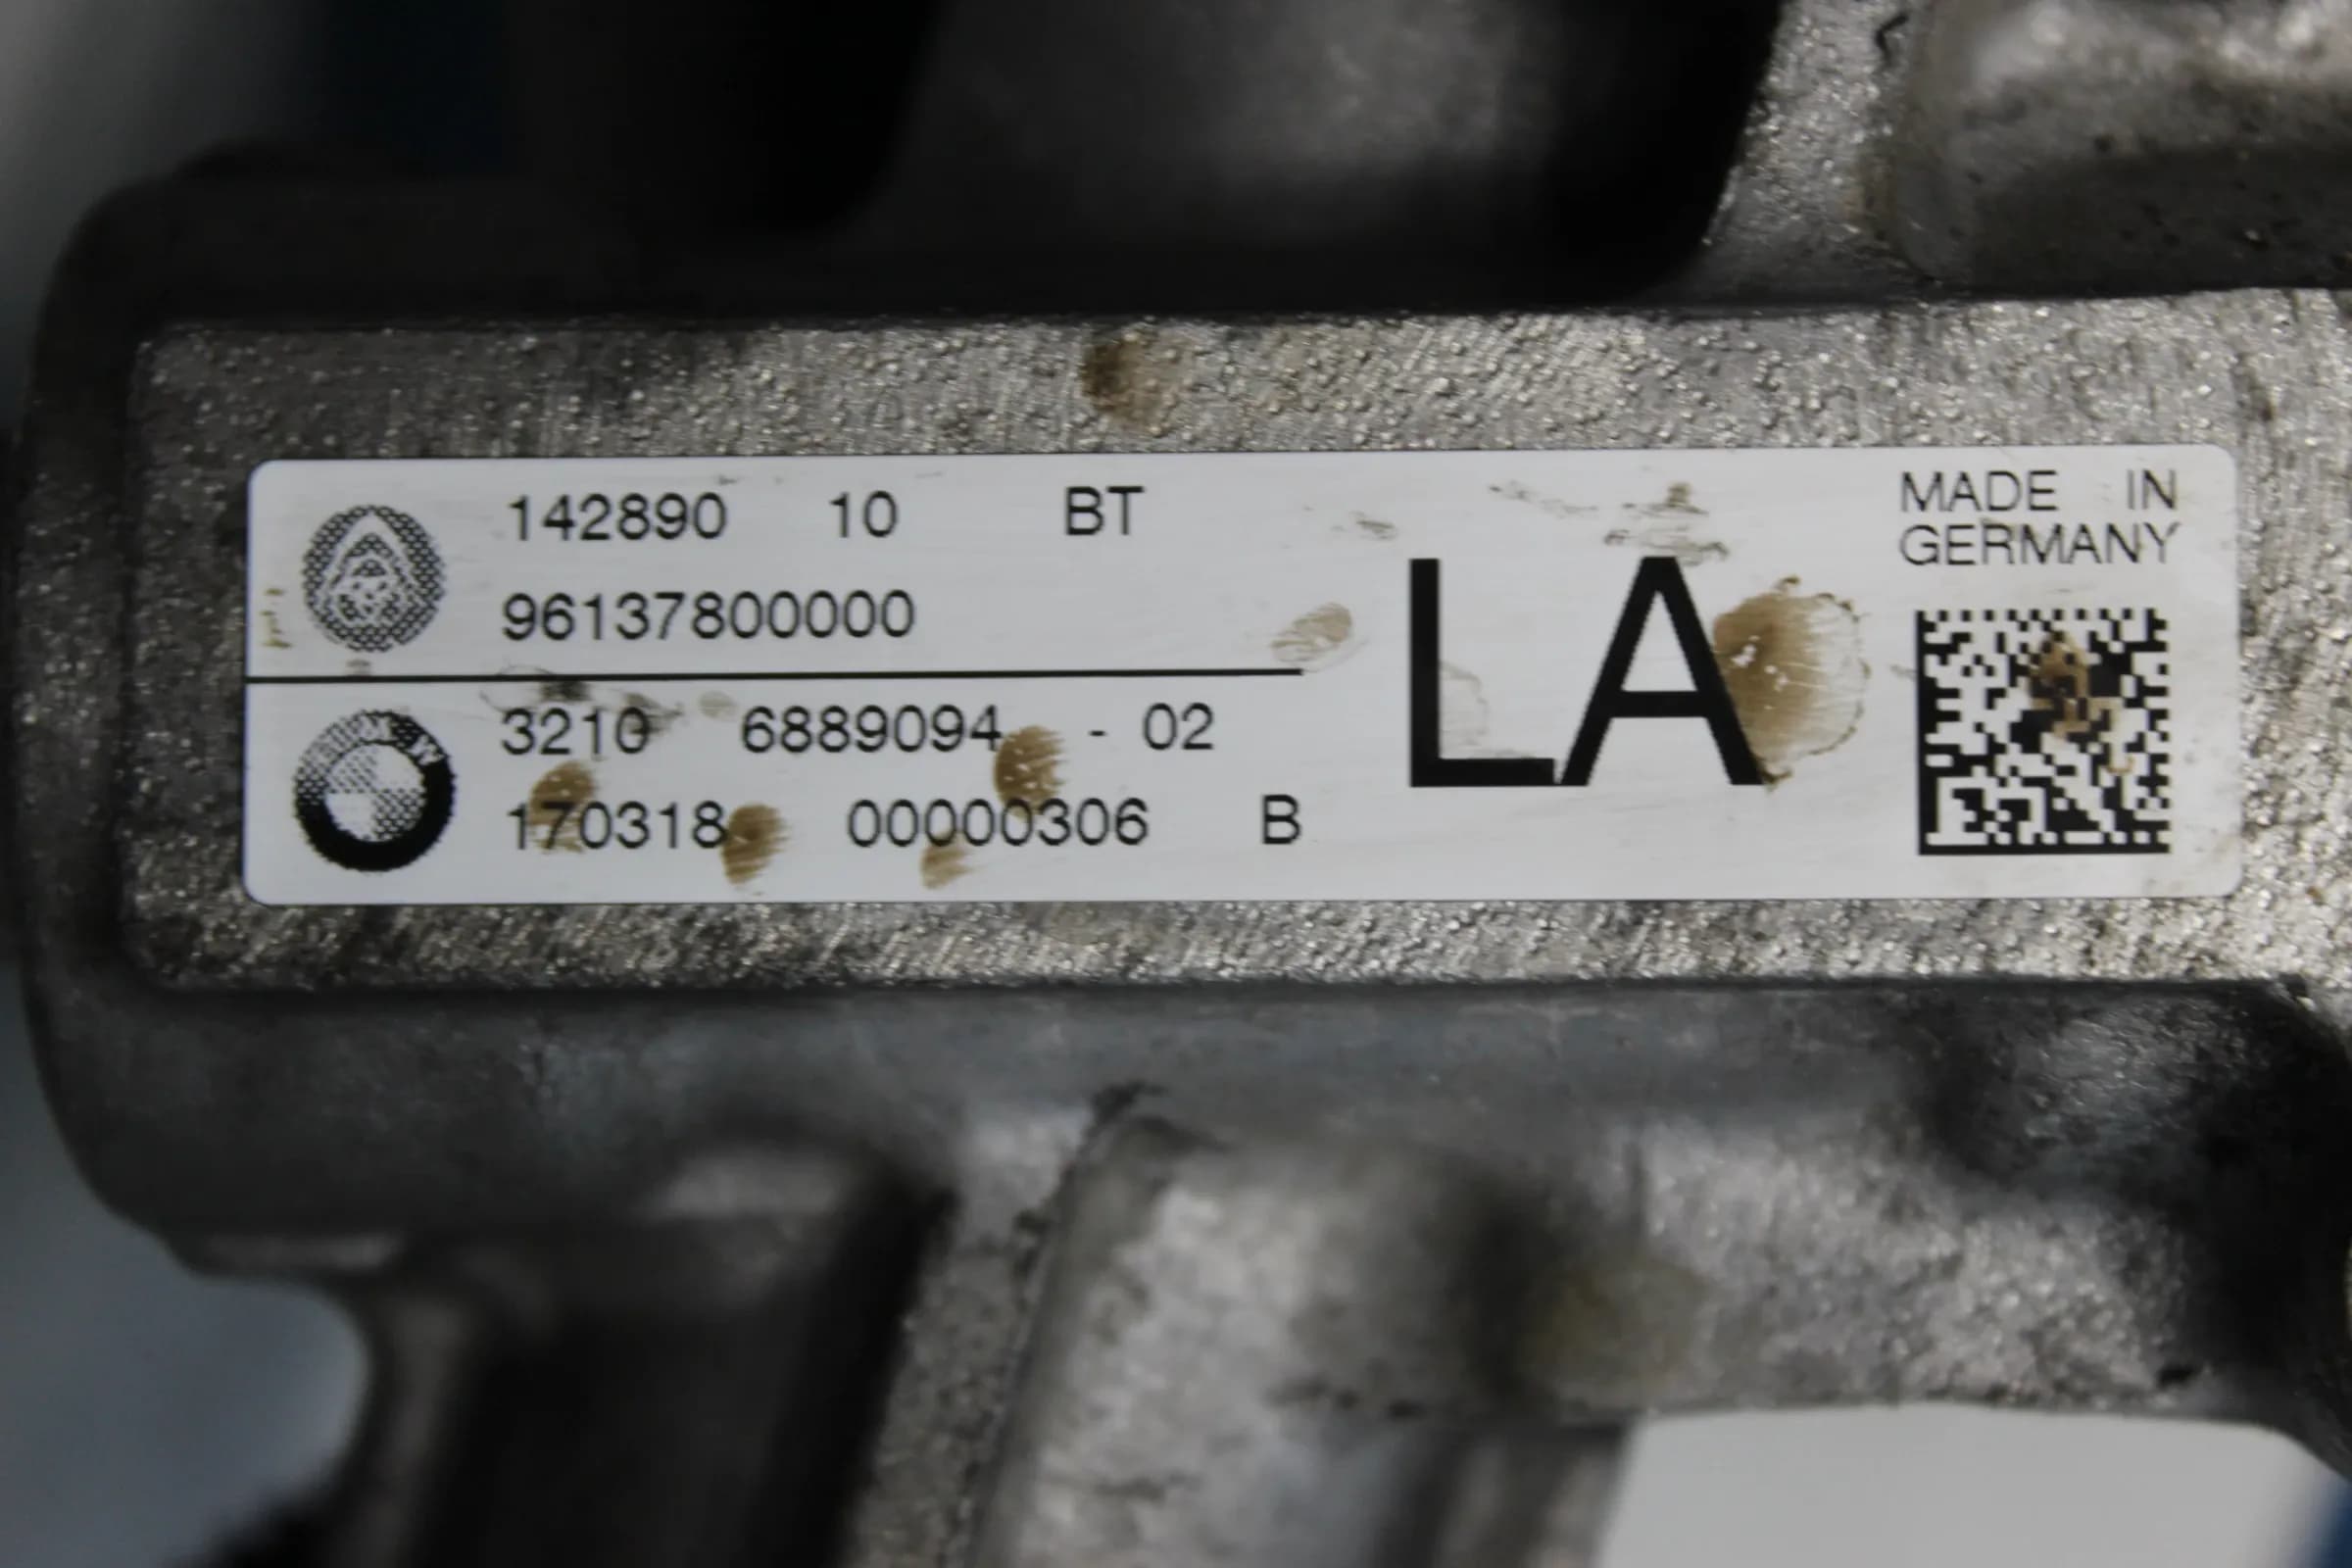 142890 10 BT
96137800000
3210 6889094 - 02
170318 00000306 B
LA
MADE IN
GERMANY